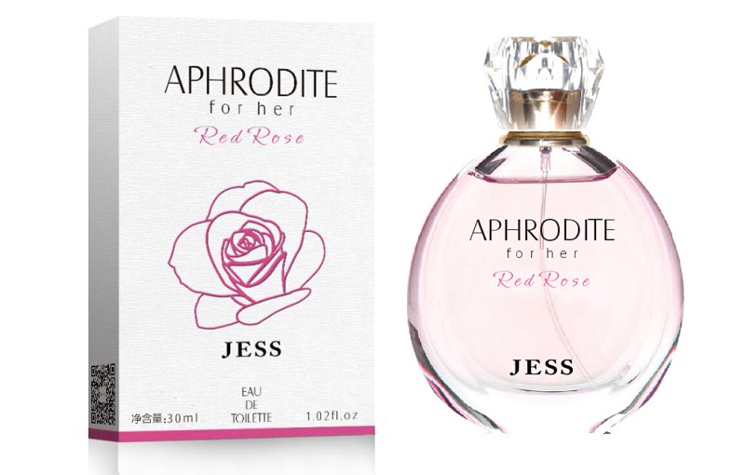 APHRODITE
for her
Red Rose
JESS
净含量:30ml
EAU
DE
TOILETTE
1.02fl.oz
APHRODITE
for her
Red Rose
JESS